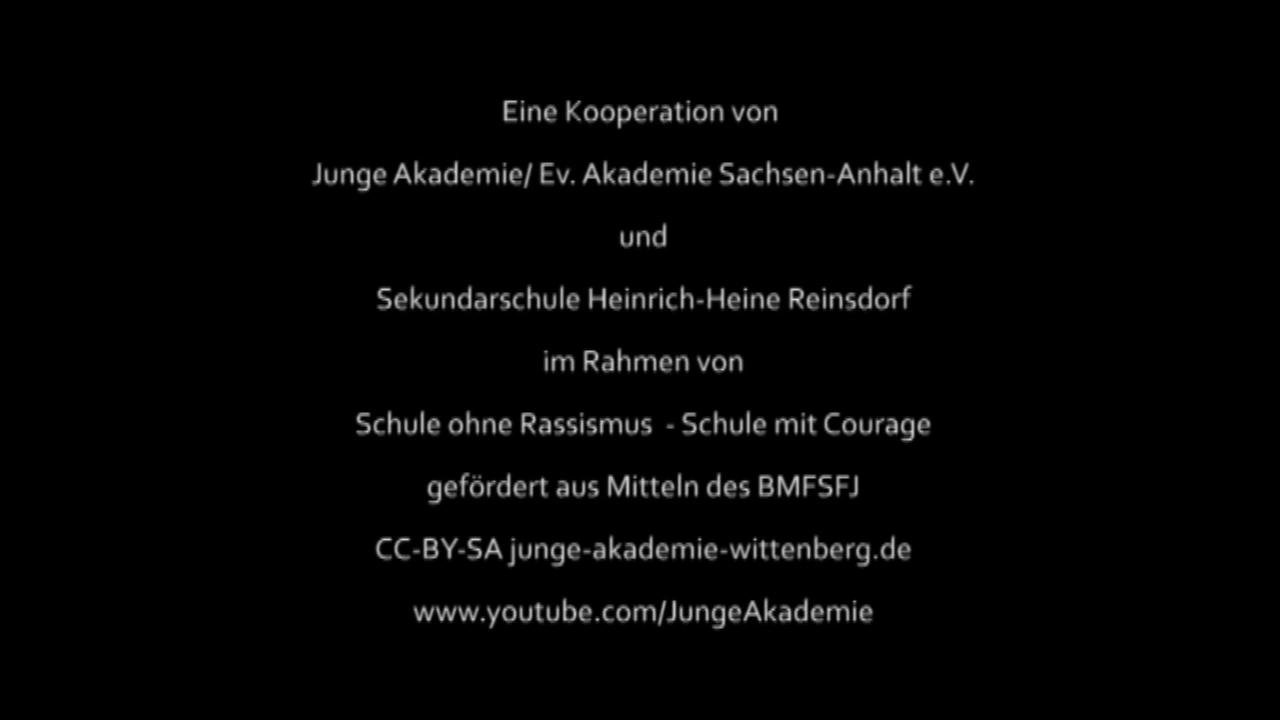 Eine Kooperation von
Junge Akademie/ Ev. Akademie Sachsen-Anhalt e.V.
und
Sekundarschule Heinrich-Heine Reinsdorf
im Rahmen von
Schule ohne Rassismus  - Schule mit Courage
gefördert aus Mitteln des BMFSFJ
CC-BY-SA junge-akademie-wittenberg.de
www.youtube.com/JungeAkademie